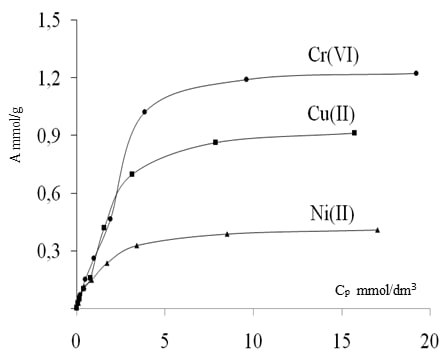 1,5
1,2
0,9
0,6
0,3
A mmol/g
Cr(VI)
Cu(II)
Ni(II)
Cp mmol/dm³
0
5
10
15
20